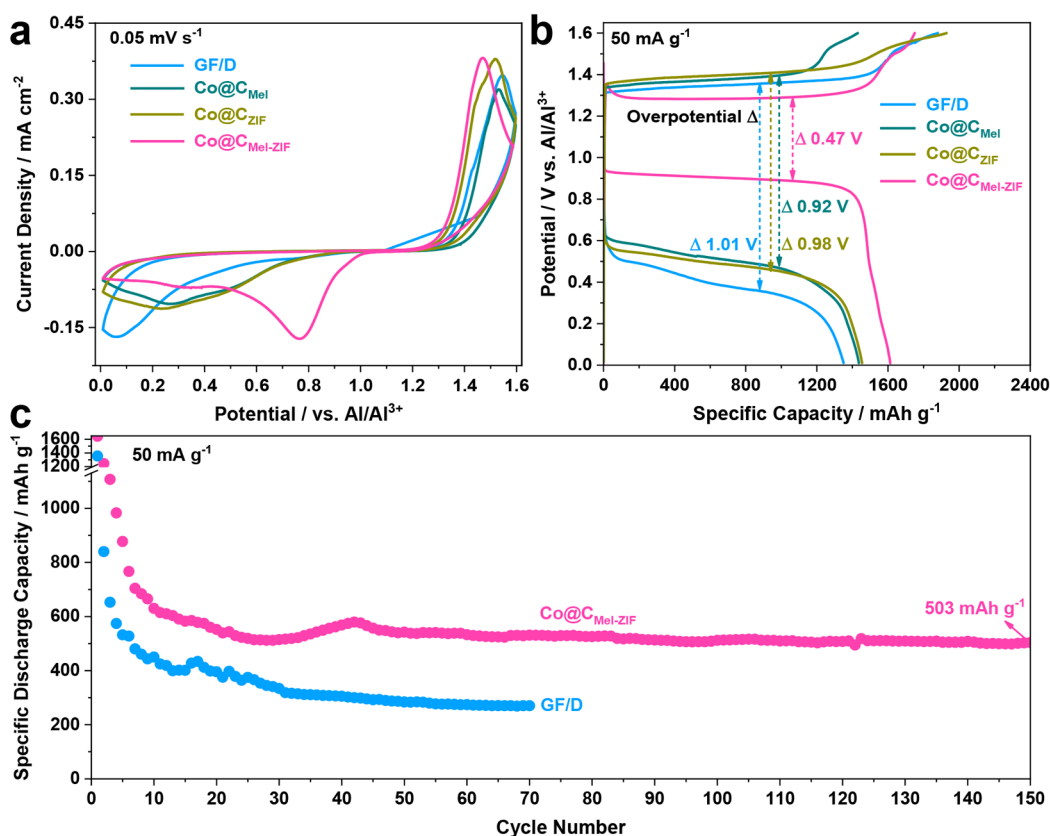 a
0.05 mV s⁻¹
GF/D
Co@C_Mel
Co@C_ZIF
Co@C_Mel-ZIF
Current Density / mA cm⁻²
0.45
0.30
0.15
0.00
-0.15
0.0 0.2 0.4 0.6 0.8 1.0 1.2 1.4 1.6
Potential / vs. Al/Al³⁺
b
50 mA g⁻¹
GF/D
Co@C_Mel
Co@C_ZIF
Co@C_Mel-ZIF
Overpotential Δ
Δ 0.47 V
Δ 0.92 V
Δ 1.01 V
Δ 0.98 V
Potential / V vs. Al/Al³⁺
1.6
1.4
1.2
1.0
0.8
0.6
0.4
0.2
0.0
0 400 800 1200 1600 2000 2400
Specific Capacity / mAh g⁻¹
c
50 mA g⁻¹
Co@C_Mel-ZIF
503 mAh g⁻¹
GF/D
Specific Discharge Capacity / mAh g⁻¹
1600
1400
1200
1000
800
600
400
200
0
0 10 20 30 40 50 60 70 80 90 100 110 120 130 140 150
Cycle Number